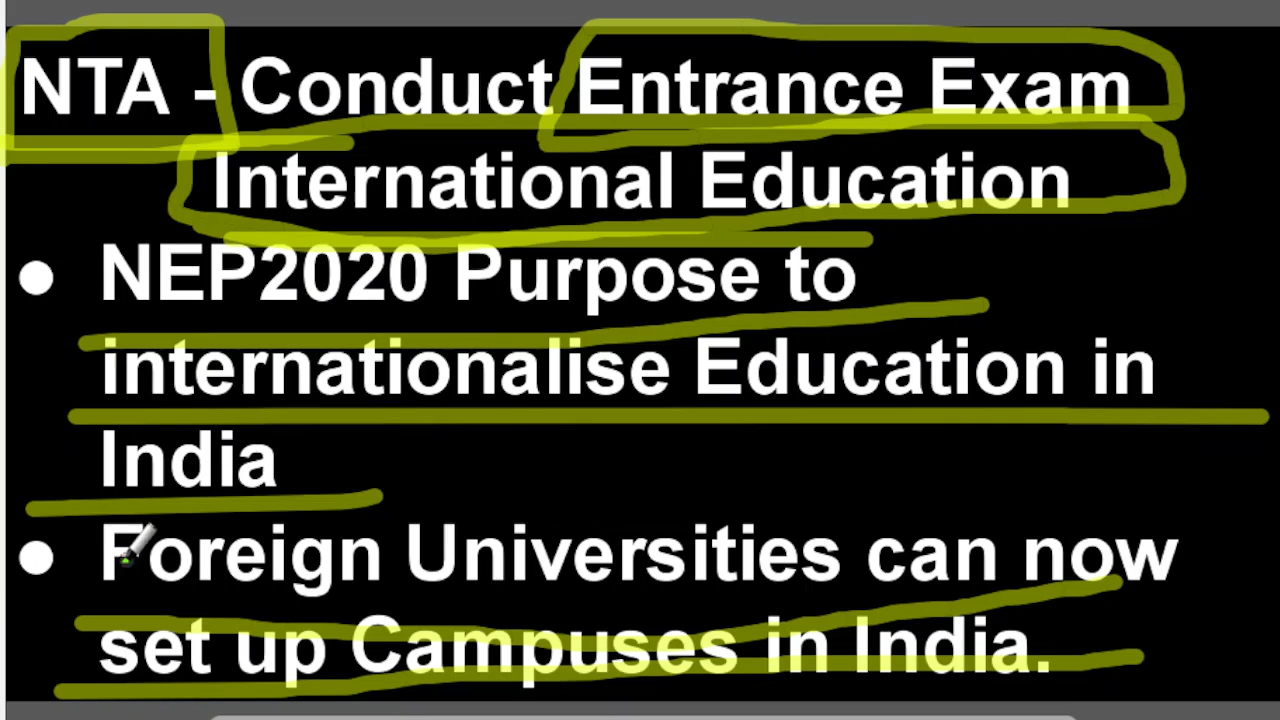 NTA - Conduct Entrance Exam
International Education
● NEP2020 Purpose to
internationalise Education in
India
● Foreign Universities can now
set up Campuses in India.